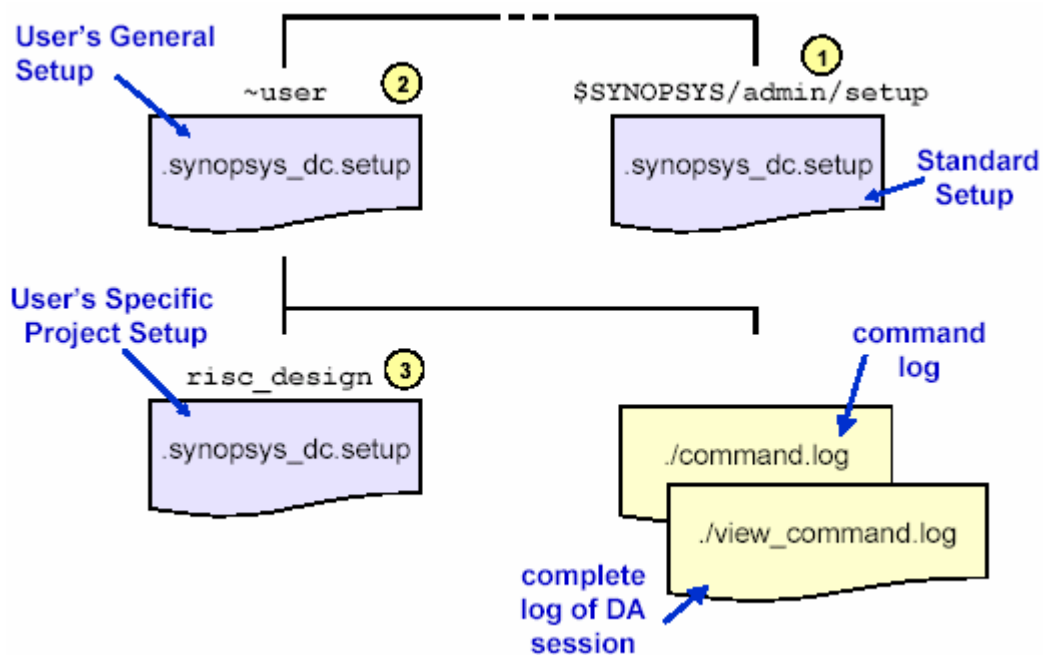 User's General
Setup
~user
2
1
$SYNOPSYS/admin/setup
.synopsys_dc.setup
.synopsys_dc.setup
Standard
Setup
User's Specific
Project Setup
risc_design
3
.synopsys_dc.setup
command
log
./command.log
./view_command.log
complete
log of DA
session